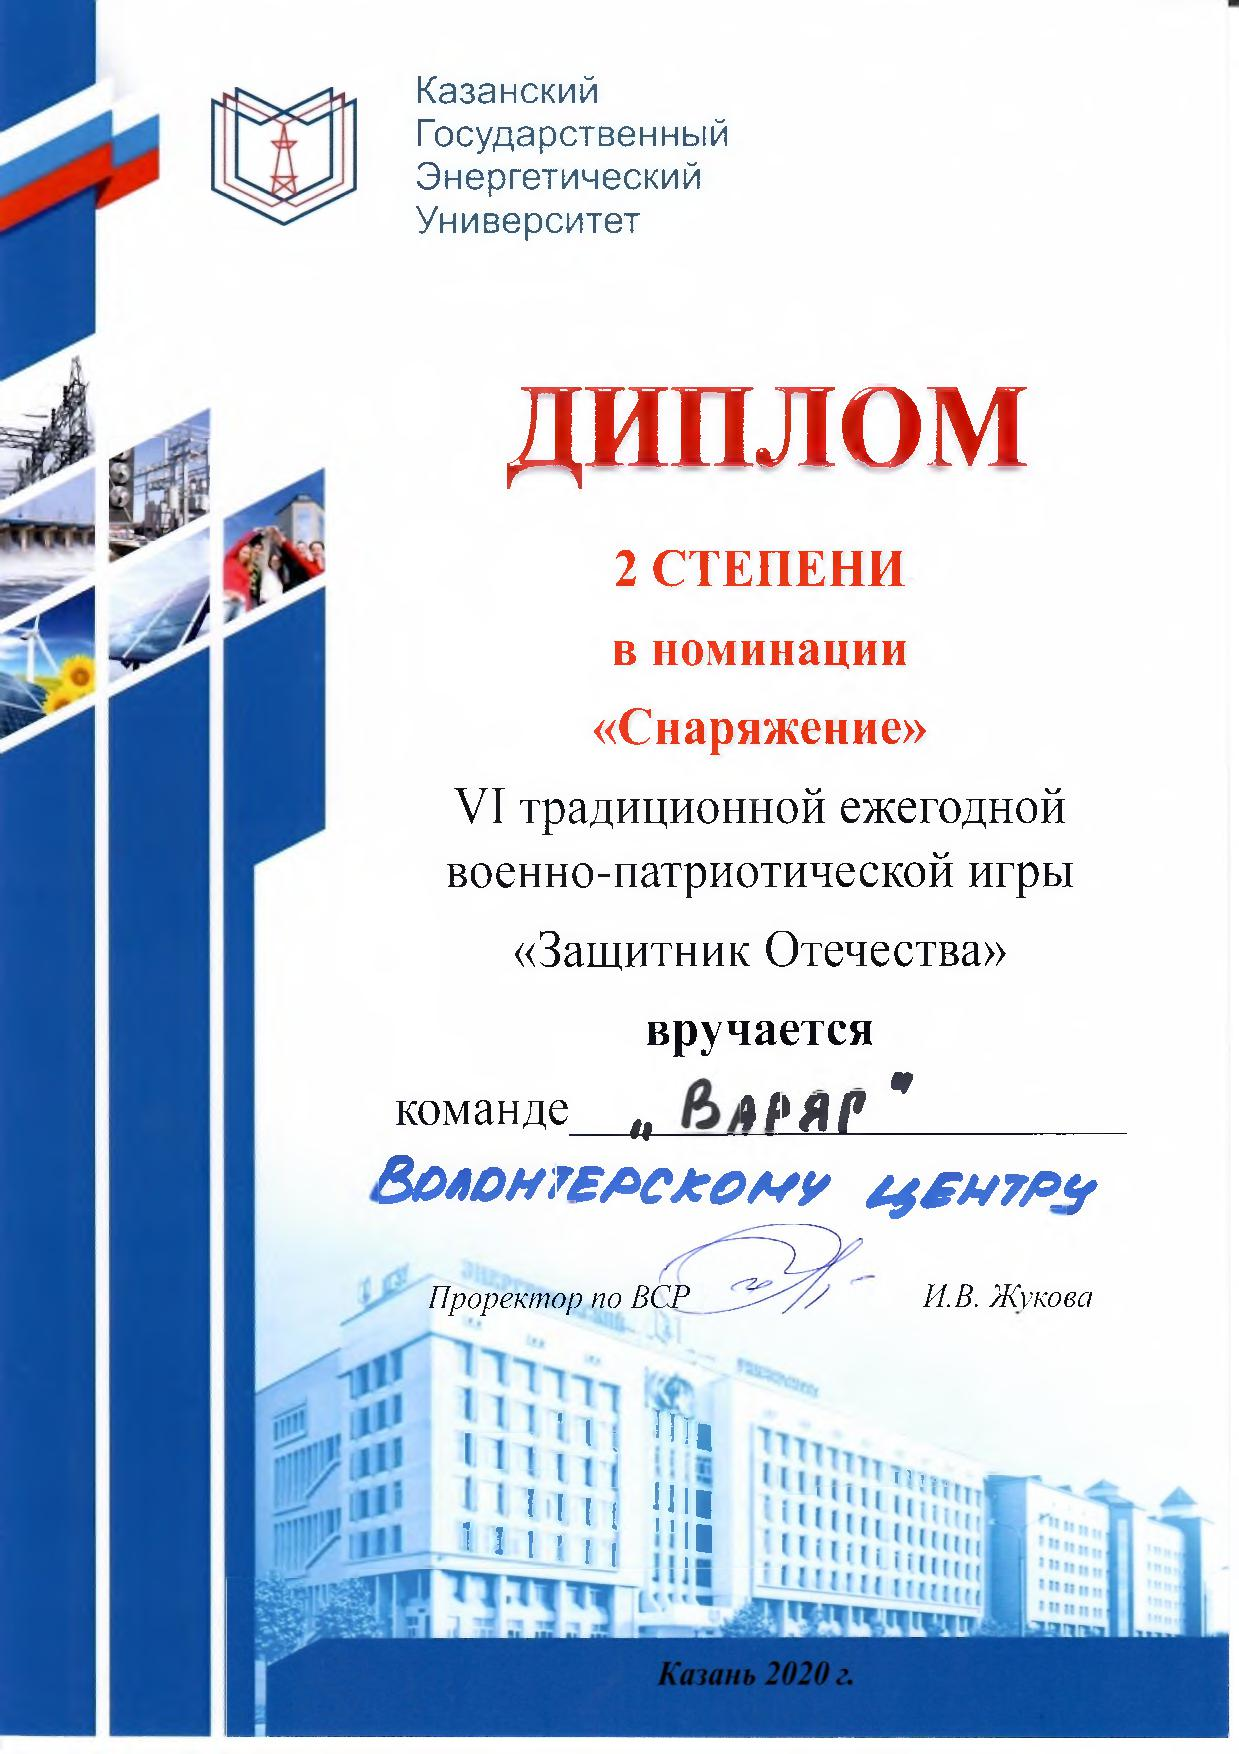 Казанский
Государственный
Энергетический
Университет
ДИПЛОМ
2 СТЕПЕНИ
в номинации
«Снаряжение»
VI традиционной ежегодной
военно-патриотической игры
«Защитник Отечества»
вручается
команде „Варяг"
Волонтерскому центру
Проректор по ВСР И.В. Жукова
Казань 2020 г.